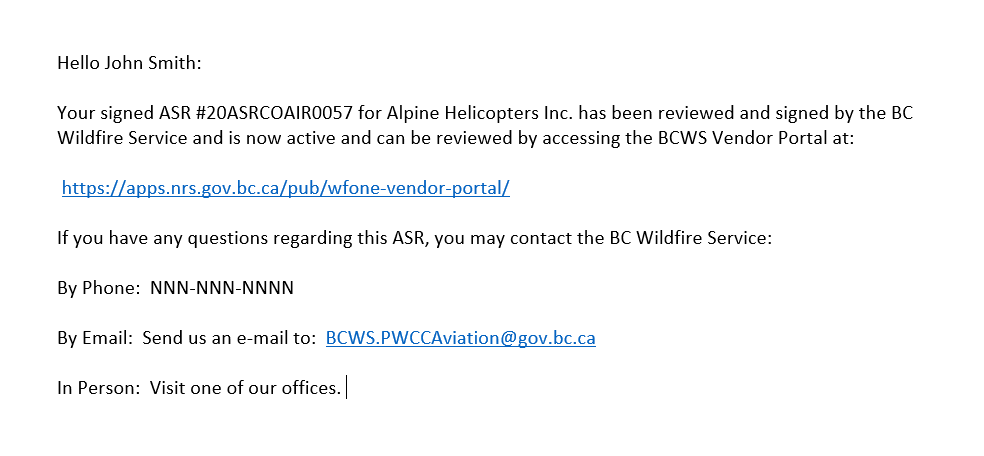 Hello John Smith:
Your signed ASR #20ASRCOAIR0057 for Alpine Helicopters Inc. has been reviewed and signed by the BC
Wildfire Service and is now active and can be reviewed by accessing the BCWS Vendor Portal at:
https://apps.nrs.gov.bc.ca/pub/wfone-vendor-portal/
If you have any questions regarding this ASR, you may contact the BC Wildfire Service:
By Phone:  NNN-NNN-NNNN
By Email:  Send us an e-mail to:  BCWS.PWCCAviation@gov.bc.ca
In Person:  Visit one of our offices.